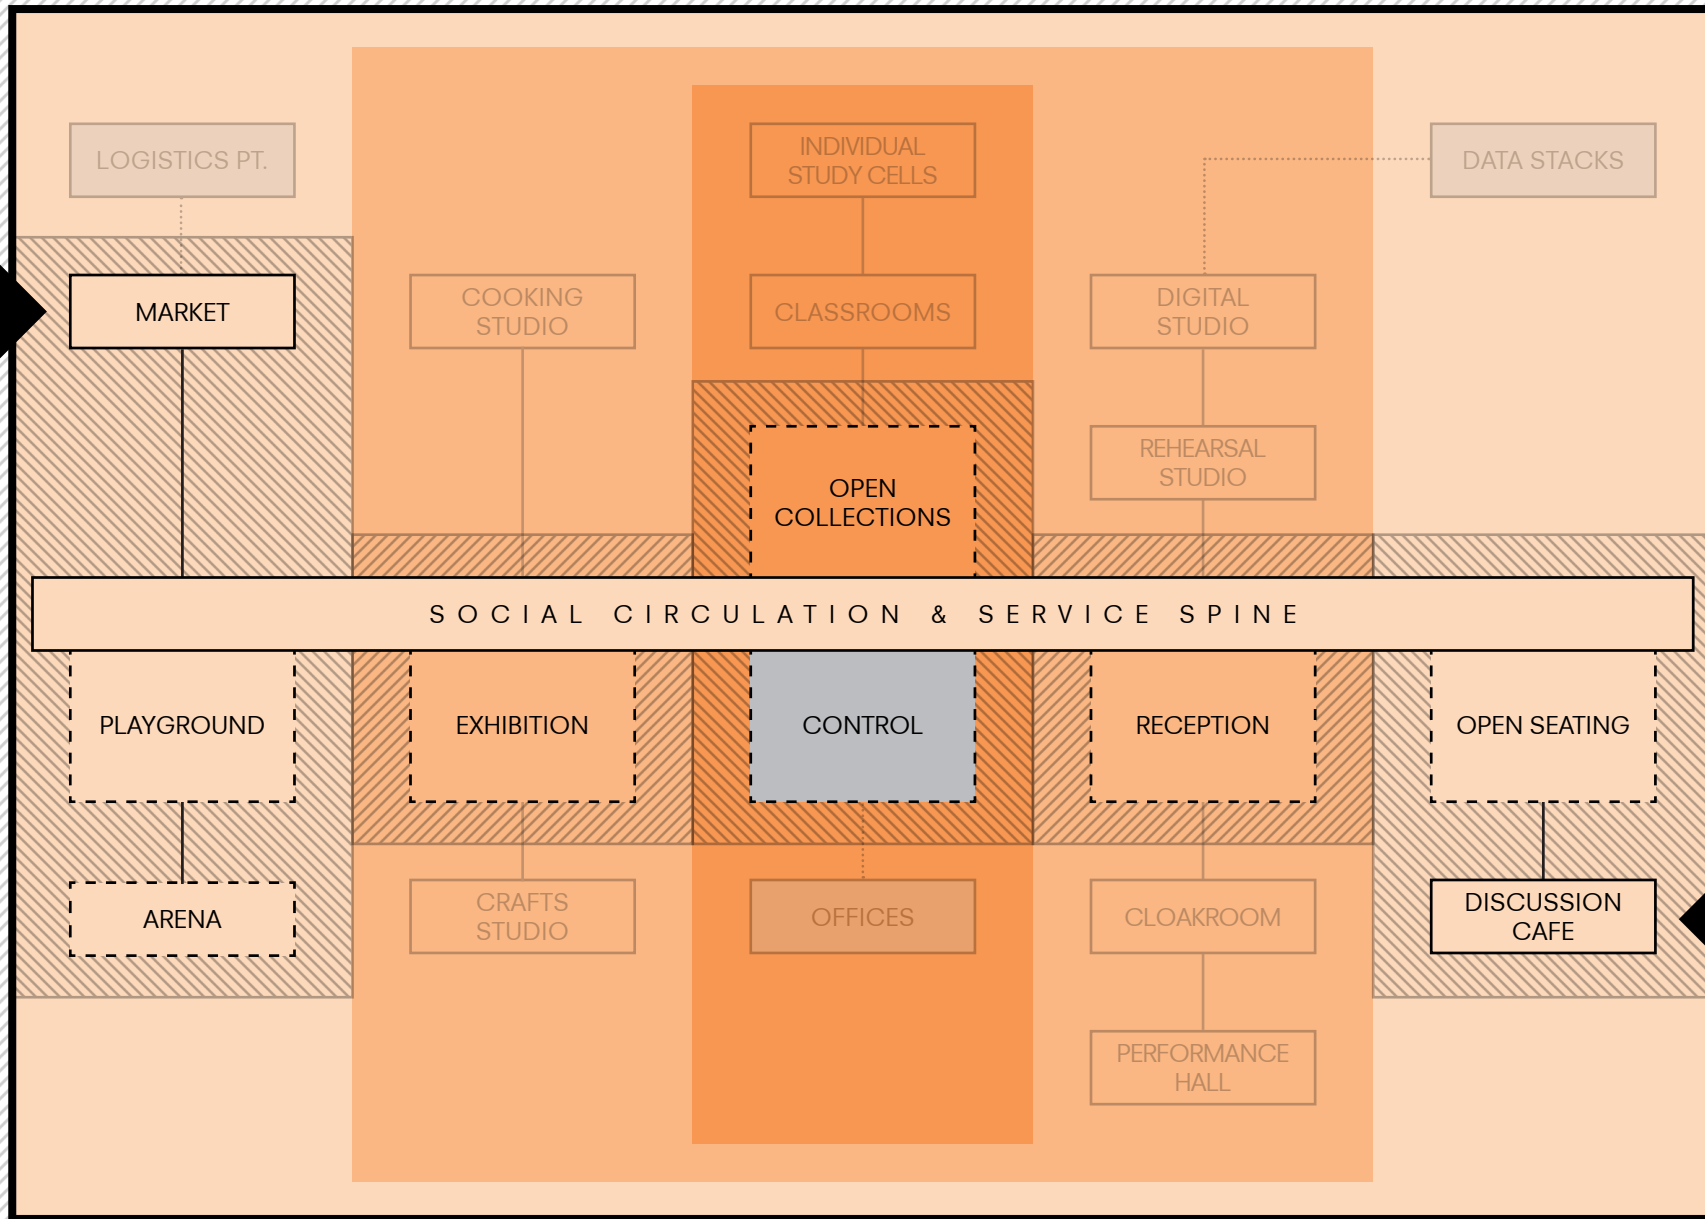 LOGISTICS PT.
INDIVIDUAL
STUDY CELLS
DATA STACKS
MARKET
COOKING
STUDIO
CLASSROOMS
DIGITAL
STUDIO
REHEARSAL
STUDIO
OPEN
COLLECTIONS
SOCIAL CIRCULATION & SERVICE SPINE
PLAYGROUND
EXHIBITION
CONTROL
RECEPTION
OPEN SEATING
ARENA
CRAFTS
STUDIO
OFFICES
CLOAKROOM
DISCUSSION
CAFE
PERFORMANCE
HALL